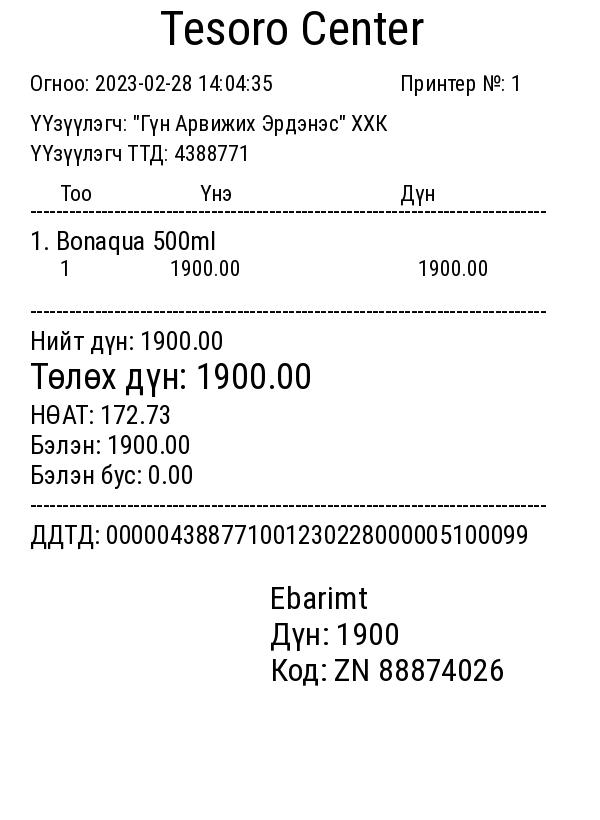 Tesoro Center
Огноо: 2023-02-28 14:04:35 Принтер №: 1
ҮҮзүүлэгч: "Гүн Арвижих Эрдэнэс" ХХК
ҮҮзүүлэгч ТТД: 4388771
Тоо Үнэ Дүн
1. Bonaqua 500ml
1 1900.00 1900.00
Нийт дүн: 1900.00
Төлөх дүн: 1900.00
НӨАТ: 172.73
Бэлэн: 1900.00
Бэлэн бус: 0.00
ДДТД: 000004388771001230228000005100099
Ebarimt
Дүн: 1900
Код: ZN 88874026